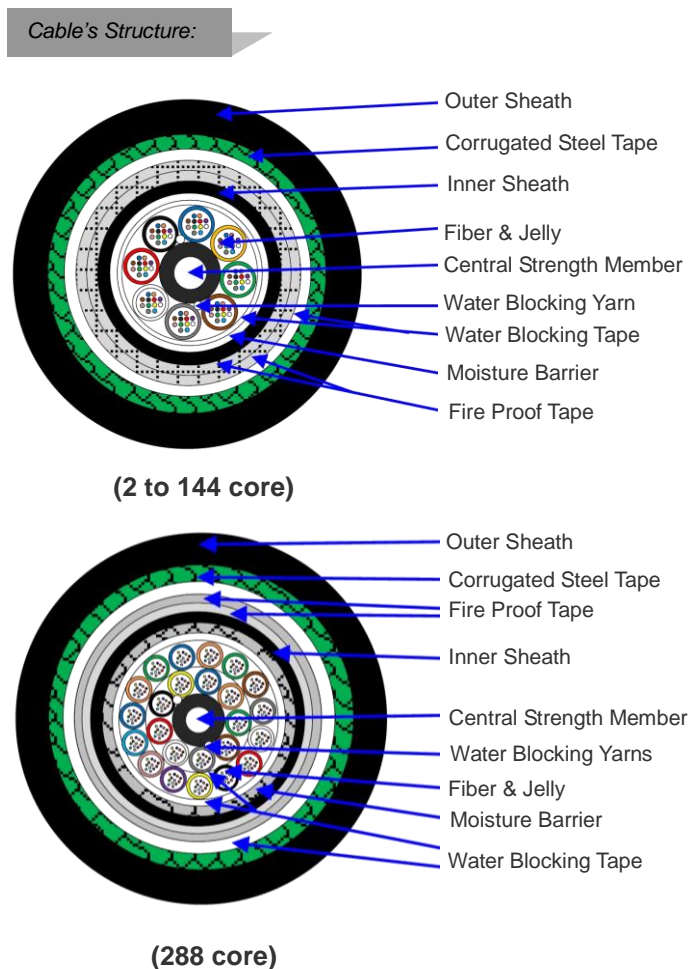 Cable's Structure:
Outer Sheath
Corrugated Steel Tape
Inner Sheath
Fiber & Jelly
Central Strength Member
Water Blocking Yarn
Water Blocking Tape
Moisture Barrier
Fire Proof Tape
(2 to 144 core)
Outer Sheath
Corrugated Steel Tape
Fire Proof Tape
Inner Sheath
Central Strength Member
Water Blocking Yarns
Fiber & Jelly
Moisture Barrier
Water Blocking Tape
(288 core)